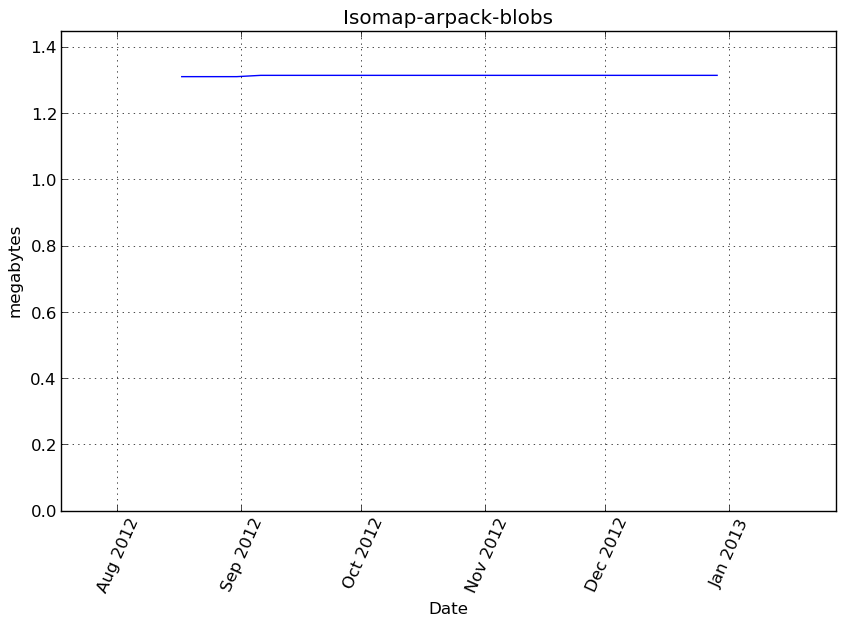 Isomap-arpack-blobs
1.4
1.2
1.0
0.8
0.6
0.4
0.2
0.0
megabytes
Aug 2012
Sep 2012
Oct 2012
Nov 2012
Dec 2012
Jan 2013
Date